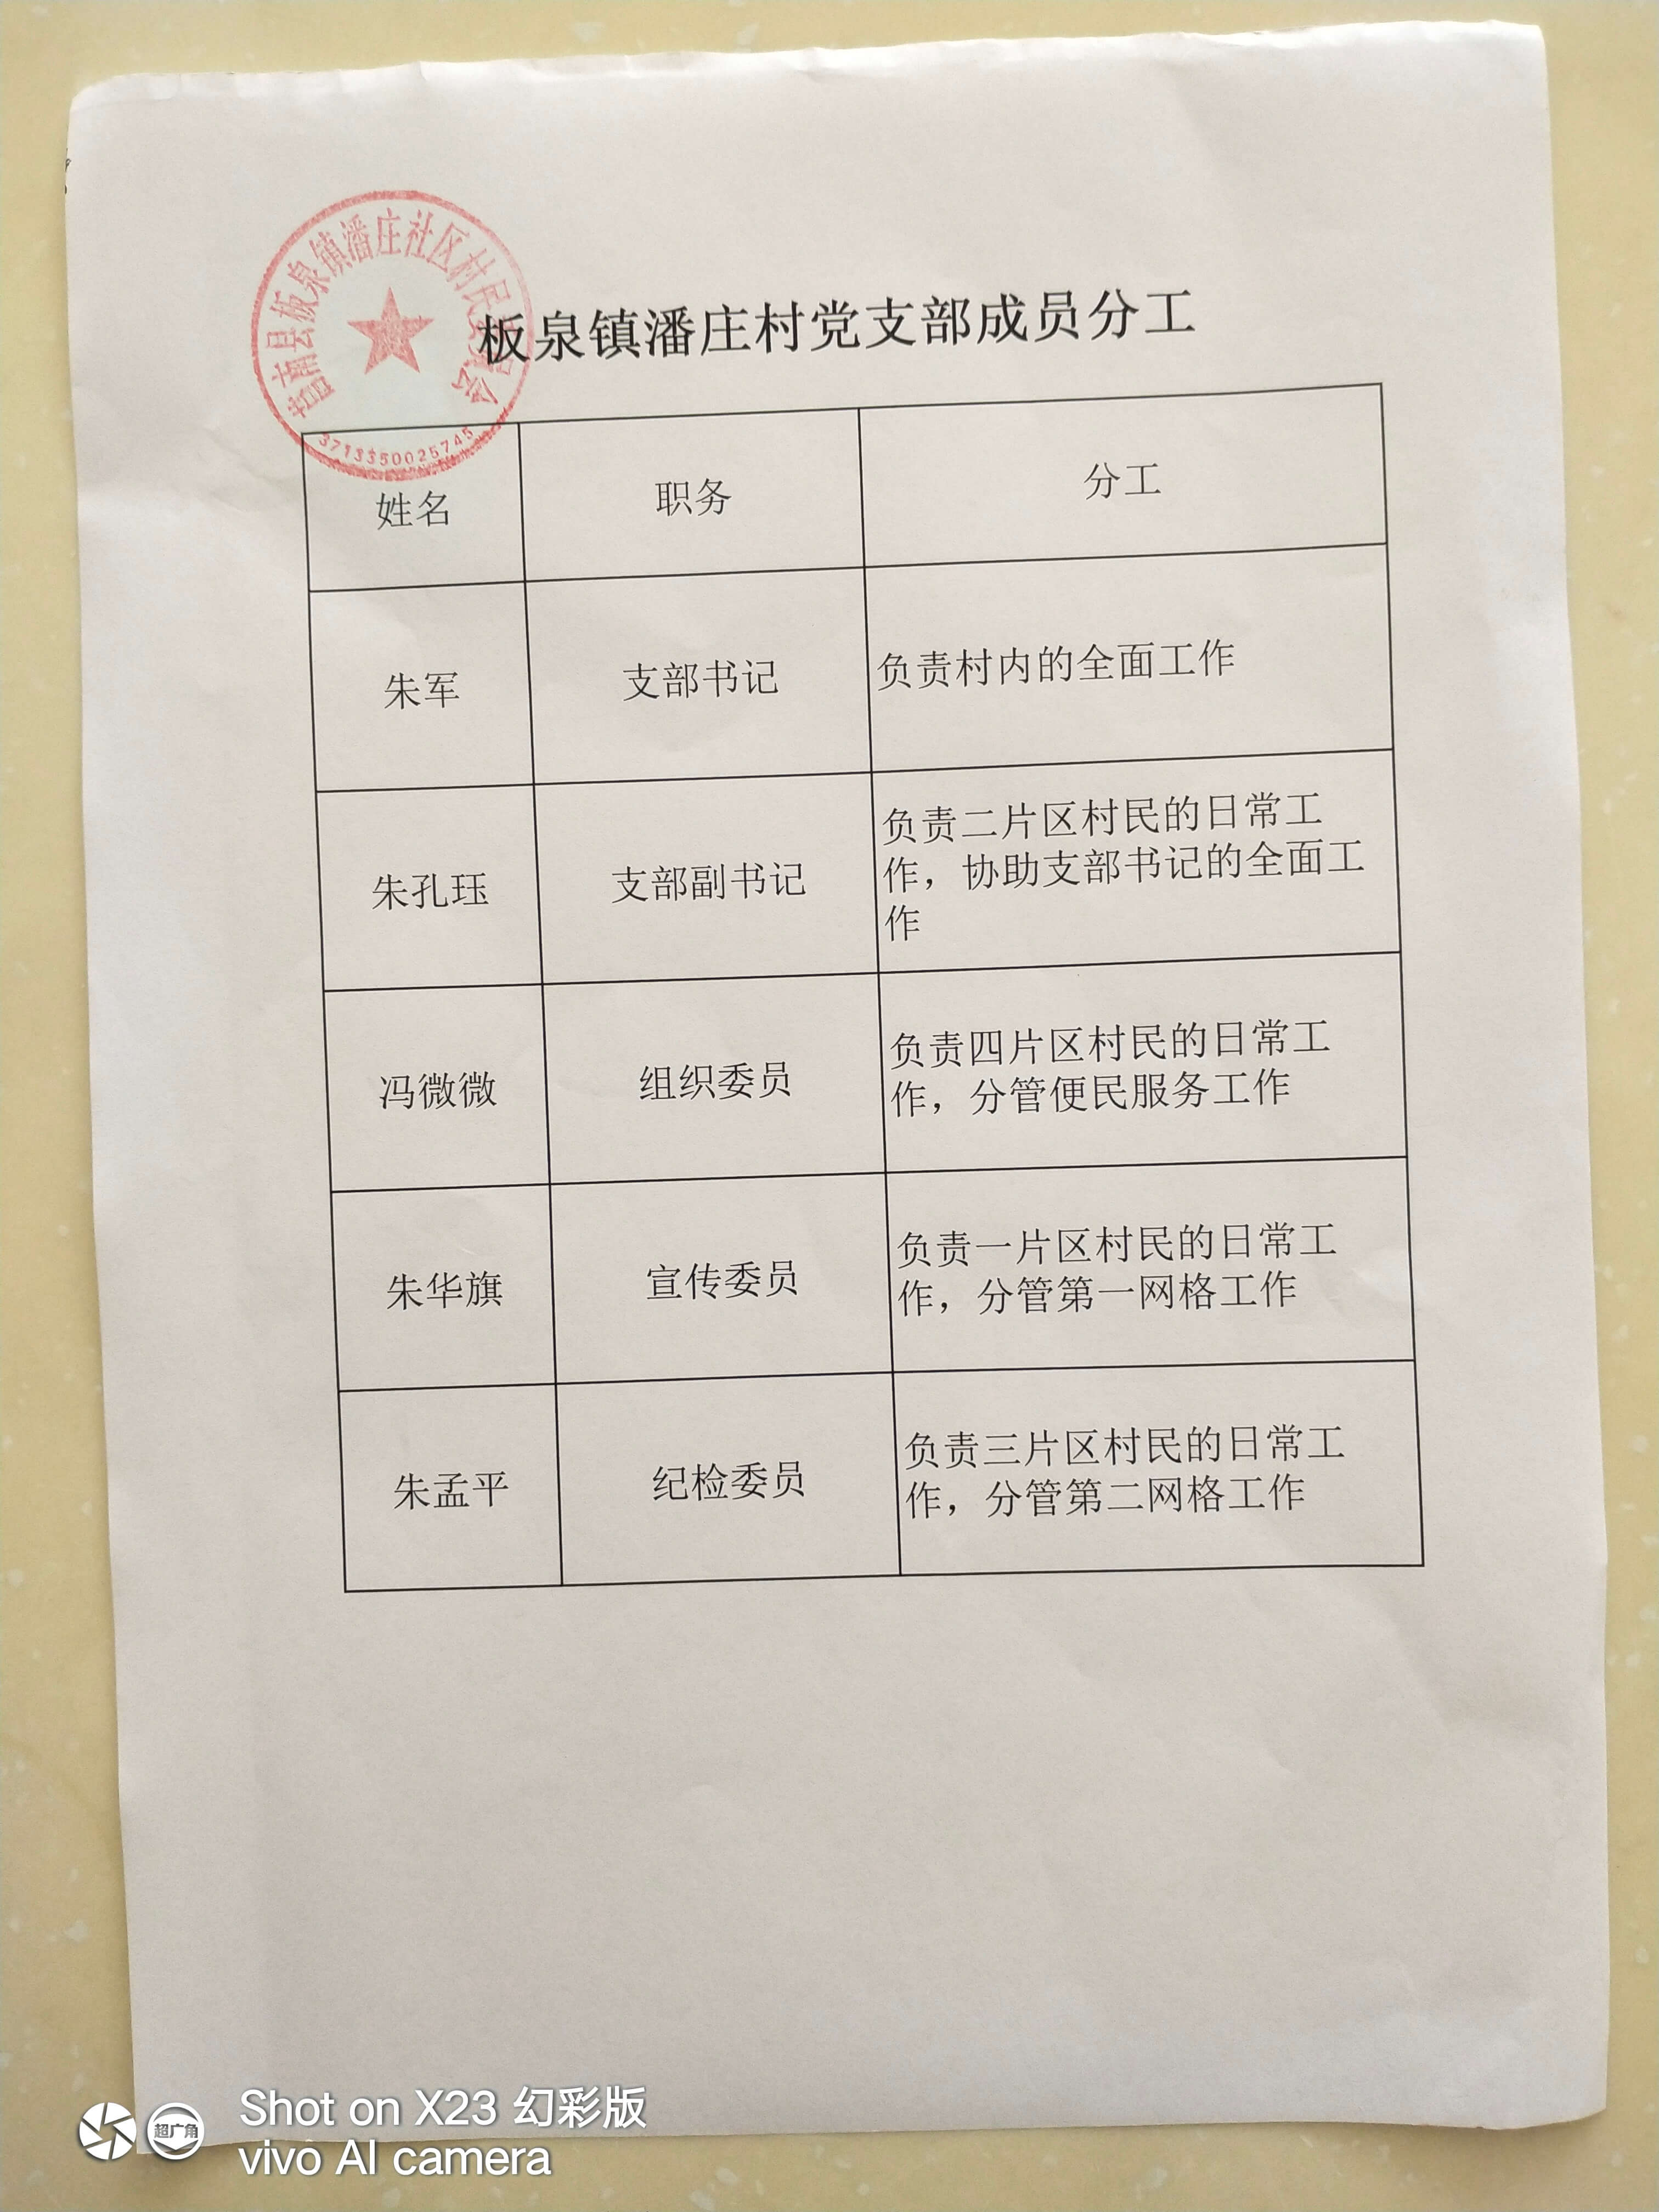 莒南县板泉镇潘庄社区村民委员会
3713350025745
板泉镇潘庄村党支部成员分工
姓名 职务 分工
朱军 支部书记 负责村内的全面工作
朱孔珏 支部副书记 负责二片区村民的日常工
作，协助支部书记的全面工
作
冯微微 组织委员 负责四片区村民的日常工
作，分管便民服务工作
朱华旗 宣传委员 负责一片区村民的日常工
作，分管第一网格工作
朱孟平 纪检委员 负责三片区村民的日常工
作，分管第二网格工作
超广角
Shot on X23 幻彩版
vivo AI camera